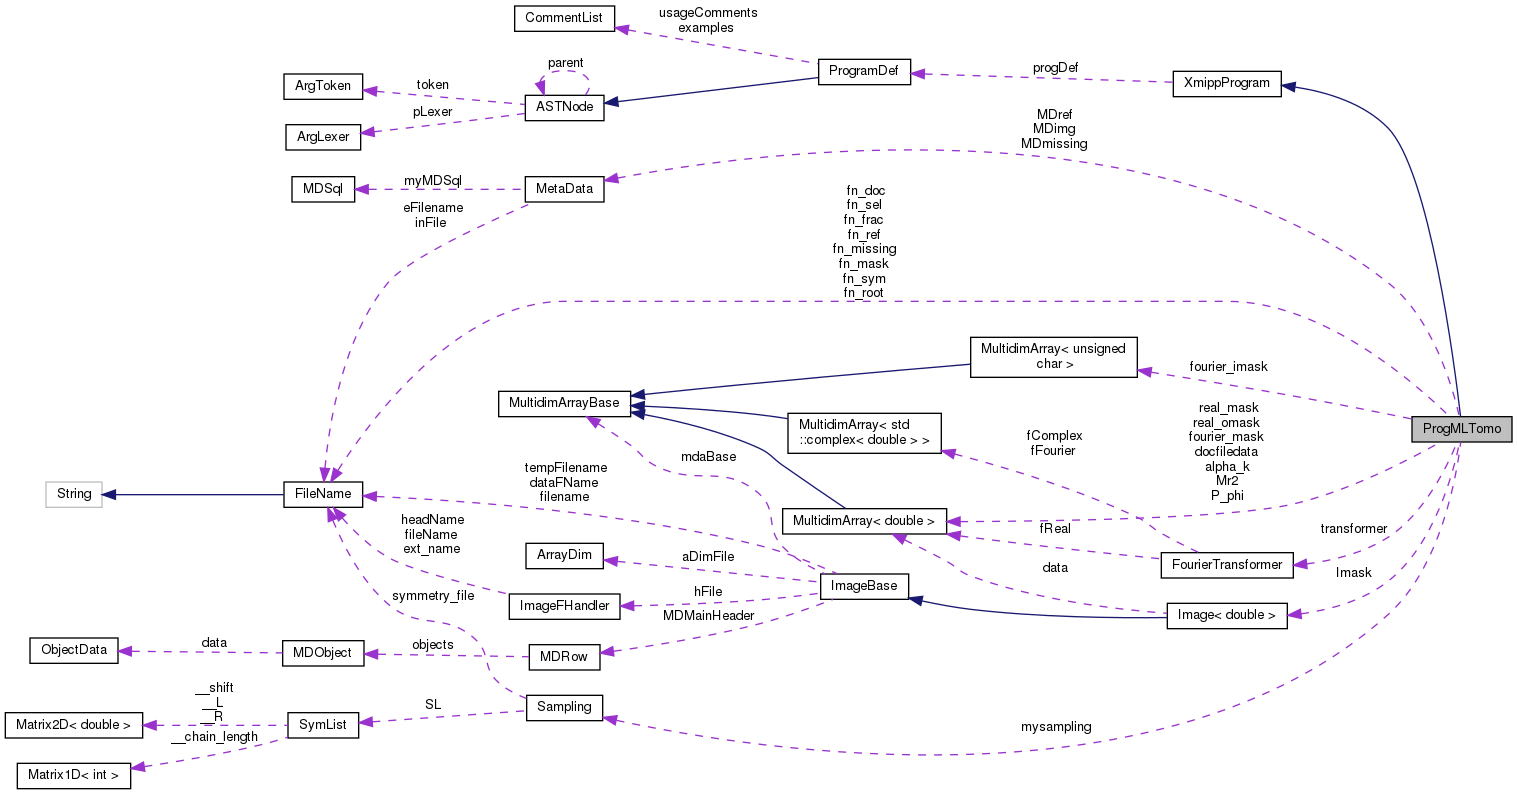 CommentList
usageComments
examples
ProgramDef
progDef
XmippProgram
ArgToken
token
parent
ASTNode
pLexer
ArgLexer
MDref
MDimg
MDmissing
MDSql
myMDSql
MetaData
eFilename
inFile
fn_doc
fn_sel
fn_frac
fn_ref
fn_missing
fn_mask
fn_sym
fn_root
MultidimArray< unsigned
char >
fourier_imask
MultidimArrayBase
MultidimArray< std
::complex< double > >
ProgMLTomo
real_mask
real_omask
fourier_mask
docfiledata
alpha_k
Mr2
P_phi
fComplex
fFourier
mdaBase
tempFilename
dataFName
filename
String
FileName
MultidimArray< double >
fReal
transformer
headName
fileName
ext_name
ArrayDim
aDimFile
FourierTransformer
data
Imask
ImageBase
symmetry_file
ImageFHandler
hFile
MDMainHeader
Image< double >
ObjectData
data
MDObject
objects
MDRow
__shift
__L
__R
Matrix2D< double >
SymList
SL
Sampling
mysampling
__chain_length
Matrix1D< int >